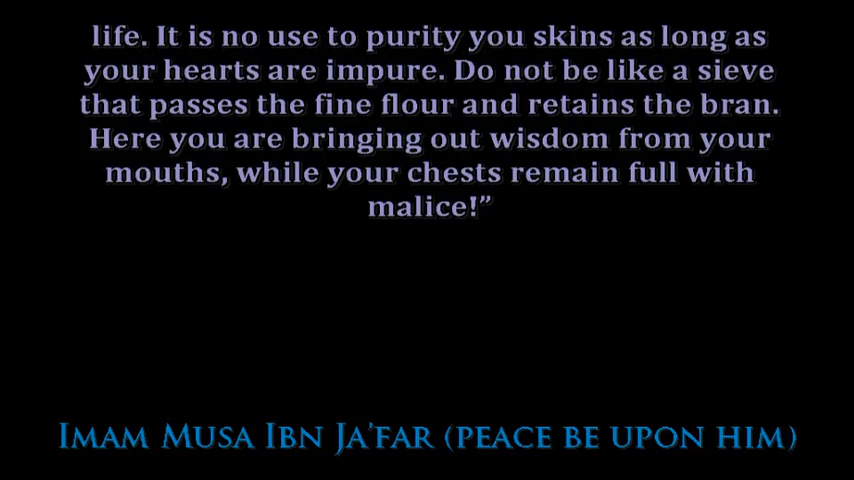 life. It is no use to purity you skins as long as
your hearts are impure. Do not be like a sieve
that passes the fine flour and retains the bran.
Here you are bringing out wisdom from your
mouths, while your chests remain full with
malice!”
Imam Musa Ibn Ja’far (peace be upon him)